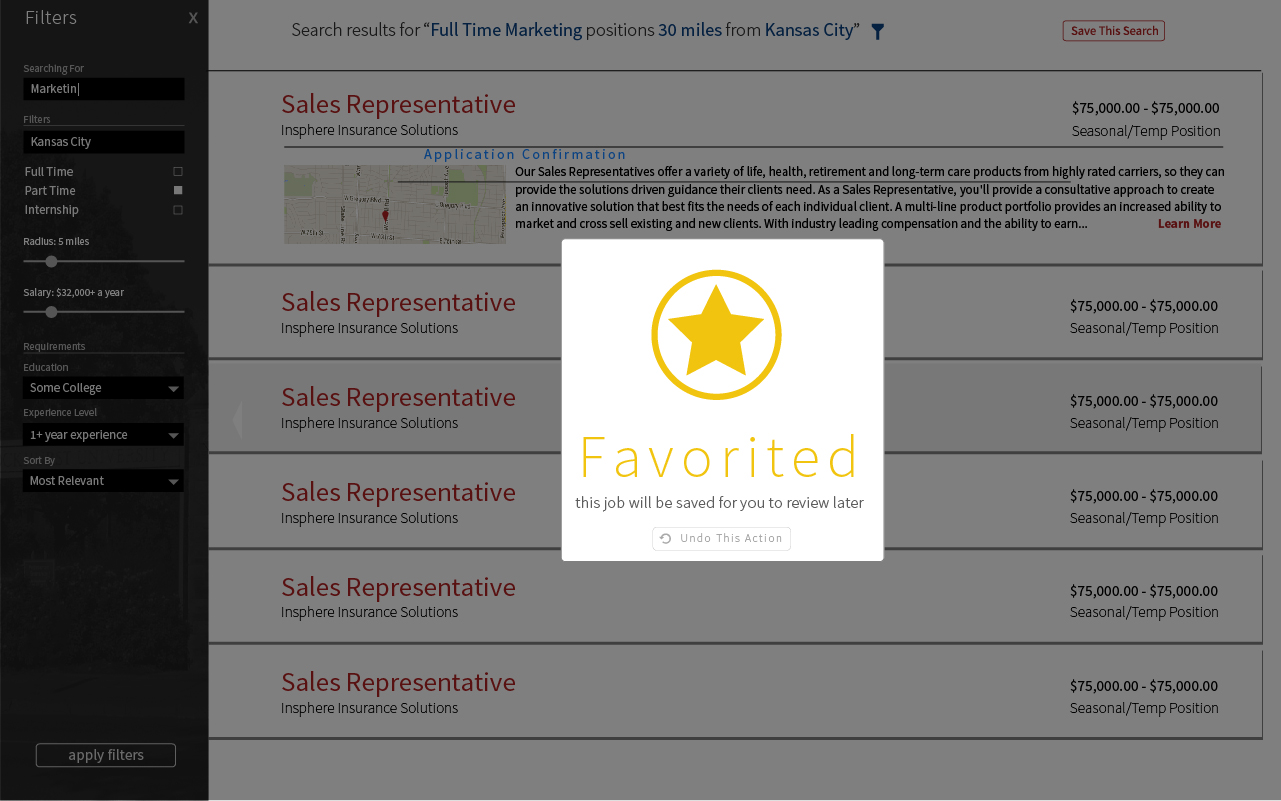 Filters X
Searching For
Marketin
Filters
Kansas City
Full Time
Part Time
Internship
Radius: 5 miles
Salary: $32,000+ a year
Requirements
Education
Some College
Experience Level
1+ year experience
Sort By
Most Relevant
apply filters
Search results for “Full Time Marketing positions 30 miles from Kansas City”
Save This Search
Sales Representative
Insphere Insurance Solutions
$75,000.00 - $75,000.00
Seasonal/Temp Position
Application Confirmation
Our Sales Representatives offer a variety of life, health, retirement and long-term care products from highly rated carriers, so they can
provide the solutions driven guidance their clients need. As a Sales Representative, you'll provide a consultative approach to create
an innovative solution that best fits the needs of each individual client. A multi-line product portfolio provides an increased ability to
market and cross sell existing and new clients. With industry leading compensation and the ability to earn...
Learn More
Sales Representative
Insphere Insurance Solutions
$75,000.00 - $75,000.00
Seasonal/Temp Position
Sales Representative
Insphere Insurance Solutions
$75,000.00 - $75,000.00
Seasonal/Temp Position
Sales Representative
Insphere Insurance Solutions
$75,000.00 - $75,000.00
Seasonal/Temp Position
Sales Representative
Insphere Insurance Solutions
$75,000.00 - $75,000.00
Seasonal/Temp Position
Sales Representative
Insphere Insurance Solutions
$75,000.00 - $75,000.00
Seasonal/Temp Position
Favorited
this job will be saved for you to review later
Undo This Action